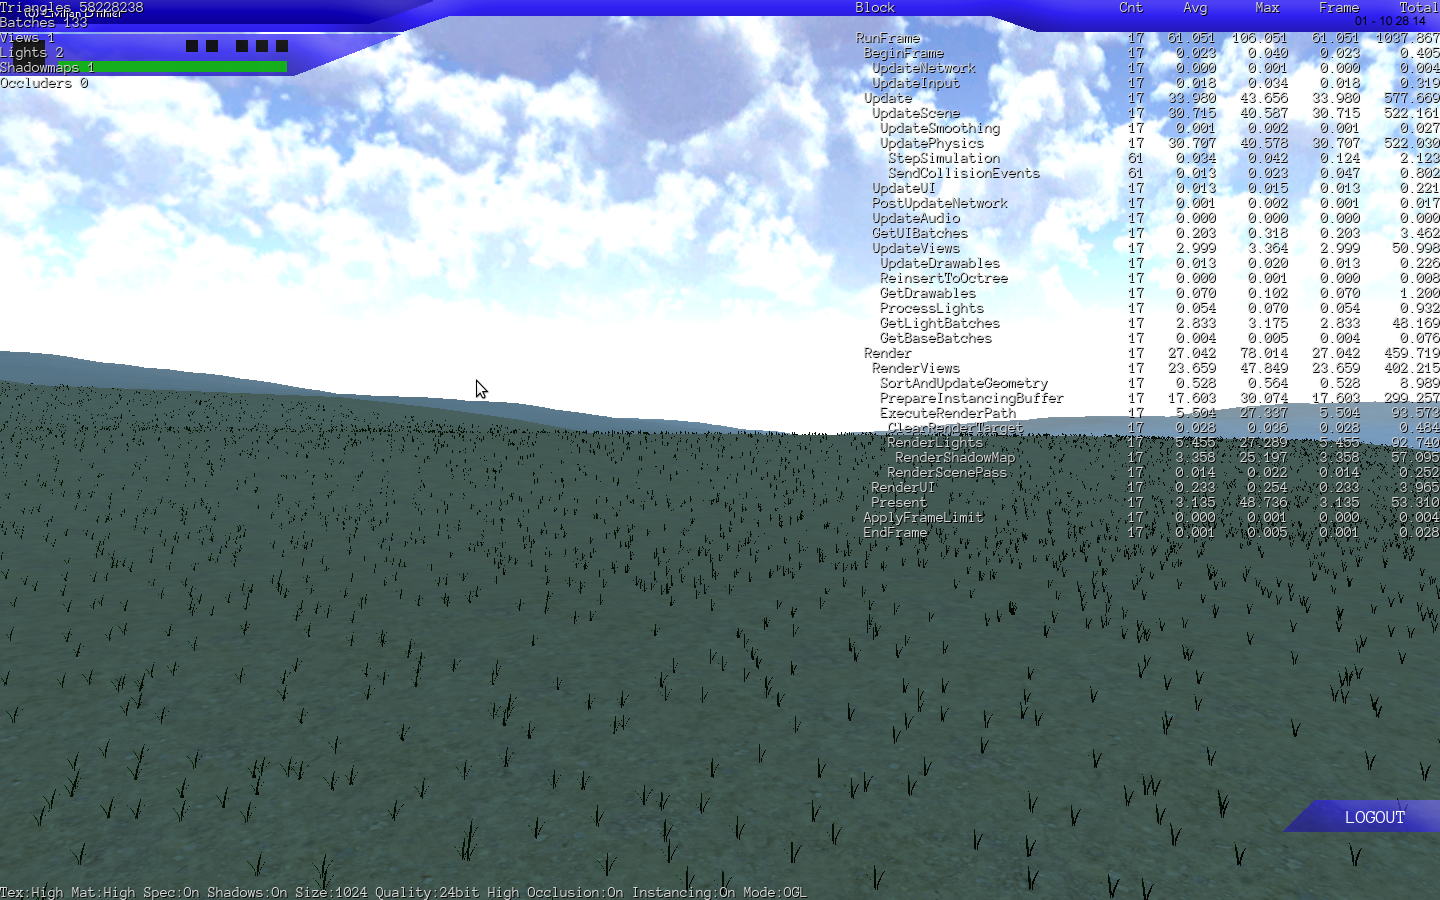 Triangles 58228238
Batches 133
Views 1
Lights 2
Shadowmaps 1
Occluders 0
Block Cnt Avg Max Frame Total
01 - 10 28 14
RunFrame 17 61.051 106.051 61.051 1037.867
BeginFrame 17 0.023 0.040 0.023 0.405
UpdateNetwork 17 0.000 0.001 0.000 0.004
UpdateInput 17 0.018 0.034 0.018 0.319
Update 17 33.980 43.656 33.980 577.669
UpdateScene 17 30.715 40.587 30.715 522.161
UpdateSmoothing 17 0.001 0.002 0.001 0.027
UpdatePhysics 17 30.707 40.578 30.707 522.030
StepSimulation 61 0.034 0.042 0.124 2.123
SendCollisionEvents 61 0.013 0.023 0.047 0.802
UpdateUI 17 0.013 0.015 0.013 0.221
PostUpdateNetwork 17 0.001 0.002 0.001 0.017
UpdateAudio 17 0.000 0.000 0.000 0.000
GetUIBatches 17 0.203 0.318 0.203 3.462
UpdateViews 17 2.999 3.364 2.999 50.998
UpdateDrawables 17 0.013 0.020 0.013 0.226
ReinsertToOctree 17 0.000 0.001 0.000 0.008
GetDrawables 17 0.070 0.102 0.070 1.200
ProcessLights 17 0.054 0.070 0.054 0.932
GetLightBatches 17 2.833 3.175 2.833 48.169
GetBaseBatches 17 0.004 0.005 0.004 0.076
Render 17 27.042 78.014 27.042 459.719
RenderViews 17 23.659 47.849 23.659 402.215
SortAndUpdateGeometry 17 0.528 0.564 0.528 8.989
PrepareInstancingBuffer 17 17.603 30.074 17.603 299.257
ExecuteRenderPath 17 5.504 27.337 5.504 93.573
ClearRenderTarget 17 0.028 0.036 0.028 0.484
RenderLights 17 5.455 27.289 5.455 92.740
RenderShadowMap 17 3.358 25.197 3.358 57.095
RenderScenePass 17 0.014 0.022 0.014 0.252
RenderUI 17 0.233 0.254 0.233 3.965
Present 17 3.135 48.736 3.135 53.310
ApplyFrameLimit 17 0.000 0.001 0.000 0.004
EndFrame 17 0.001 0.005 0.001 0.028
LOGOUT
Tex:High Mat:High Spec:On Shadows:On Size:1024 Quality:24bit High Occlusion:On Instancing:On Mode:OGL